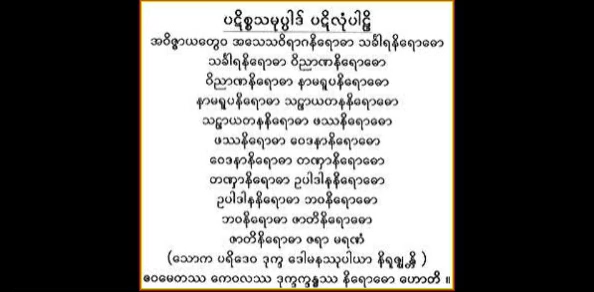 ပဋိစ္စသမုပ္ပါဒ် ပဋိလုံပါဠိ
အဝိဇ္ဇာယတွေဝ အသေသဝိရာဂနိရောဓာ သင်္ခါရနိရောဓော
သင်္ခါရနိရောဓာ ဝိညာဏနိရောဓော
ဝိညာဏနိရောဓာ နာမရူပနိရောဓော
နာမရူပနိရောဓာ သဠာယတနနိရောဓော
သဠာယတနနိရောဓာ ဖဿနိရောဓော
ဖဿနိရောဓာ ဝေဒနာနိရောဓော
ဝေဒနာနိရောဓာ တဏှာနိရောဓော
တဏှာနိရောဓာ ဥပါဒါနနိရောဓော
ဥပါဒါနနိရောဓာ ဘဝနိရောဓော
ဘဝနိရောဓာ ဇာတိနိရောဓော
ဇာတိနိရောဓာ ဇရာ မရဏံ
(သောက ပရိဒေဝ ဒုက္ခ ဒေါမနဿုပါယာ နိရုဇ္ဈန္တိ )
ဧဝမေတဿ ကေဝလဿ ဒုက္ခက္ခန္ဓဿ နိရောဓော ဟောတိ ။